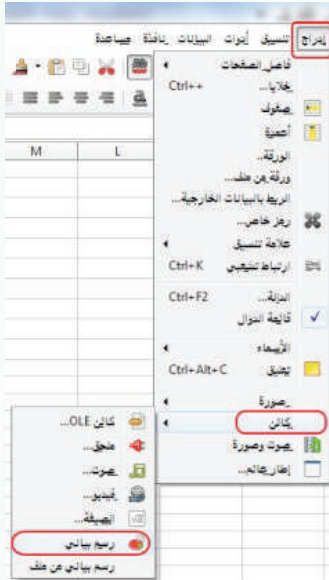 إدراج تنسيق أدوات البيانات نافذة مساعدة
فاصل الصفحات
خلايا... Ctrl++
صفوف
أعمدة
الورقة...
ورقة من ملف...
الربط بالبيانات الخارجية...
رمز خاص...
علامة تنسيق
ارتباط تشعبي Ctrl+K
الدالة... Ctrl+F2
قائمة الدوال
الأسماء
تعليق Ctrl+Alt+C
صورة
كائن
صوت وصورة
إطار عائم...
M L
كائن OLE...
ملحق...
صوت...
فيديو...
الصيغة...
رسم بياني
رسم بياني من ملف